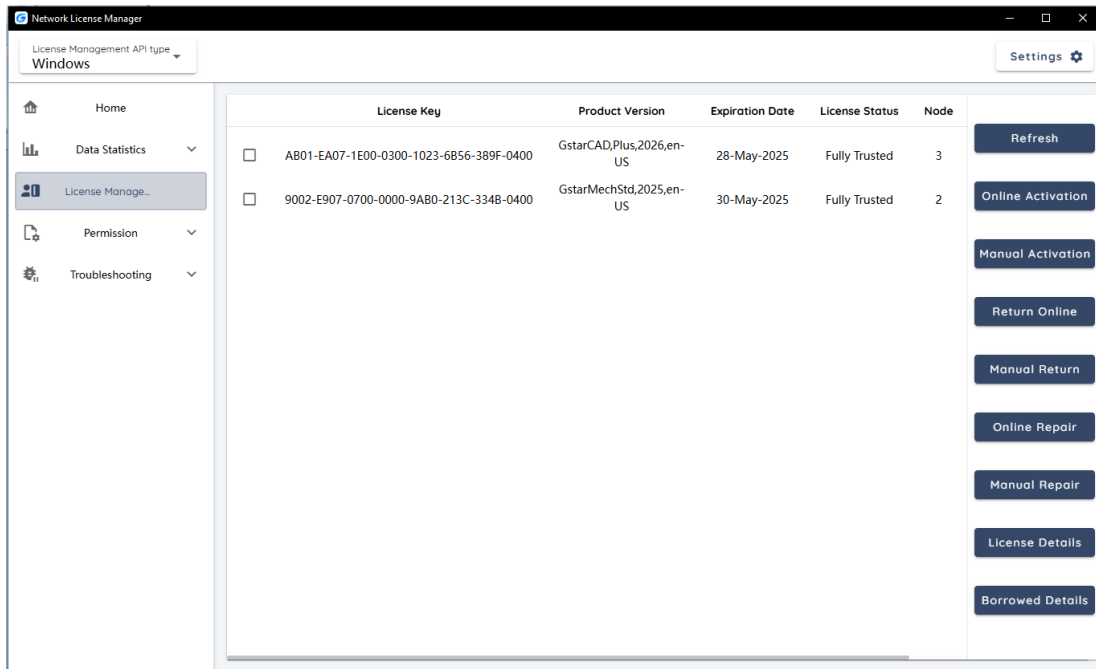 Network License Manager
License Management API type
Windows
Settings
Home
Data Statistics
License Manage...
Permission
Troubleshooting
License Key Product Version Expiration Date License Status Node
AB01-EA07-1E00-0300-1023-6B56-389F-0400 GstarCAD,Plus,2026,en-US 28-May-2025 Fully Trusted 3
9002-E907-0700-0000-9AB0-213C-334B-0400 GstarMechStd,2025,en-US 30-May-2025 Fully Trusted 2
Refresh
Online Activation
Manual Activation
Return Online
Manual Return
Online Repair
Manual Repair
License Details
Borrowed Details